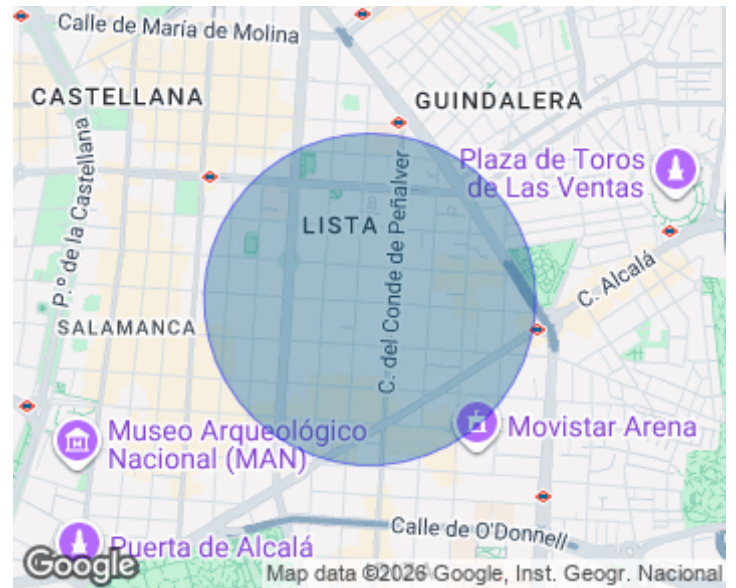 Calle de María de Molina
CASTELLANA
GUINDALERA
Plaza de Toros
de Las Ventas
P.º de la Castellana
LISTA
C. del Conde de Peñalver
C. Alcalá
SALAMANCA
Museo Arqueológico
Nacional (MAN)
Movistar Arena
Calle de O'Donnell
Puerta de Alcalá
Google
Map data ©2026 Google, Inst. Geogr. Nacional